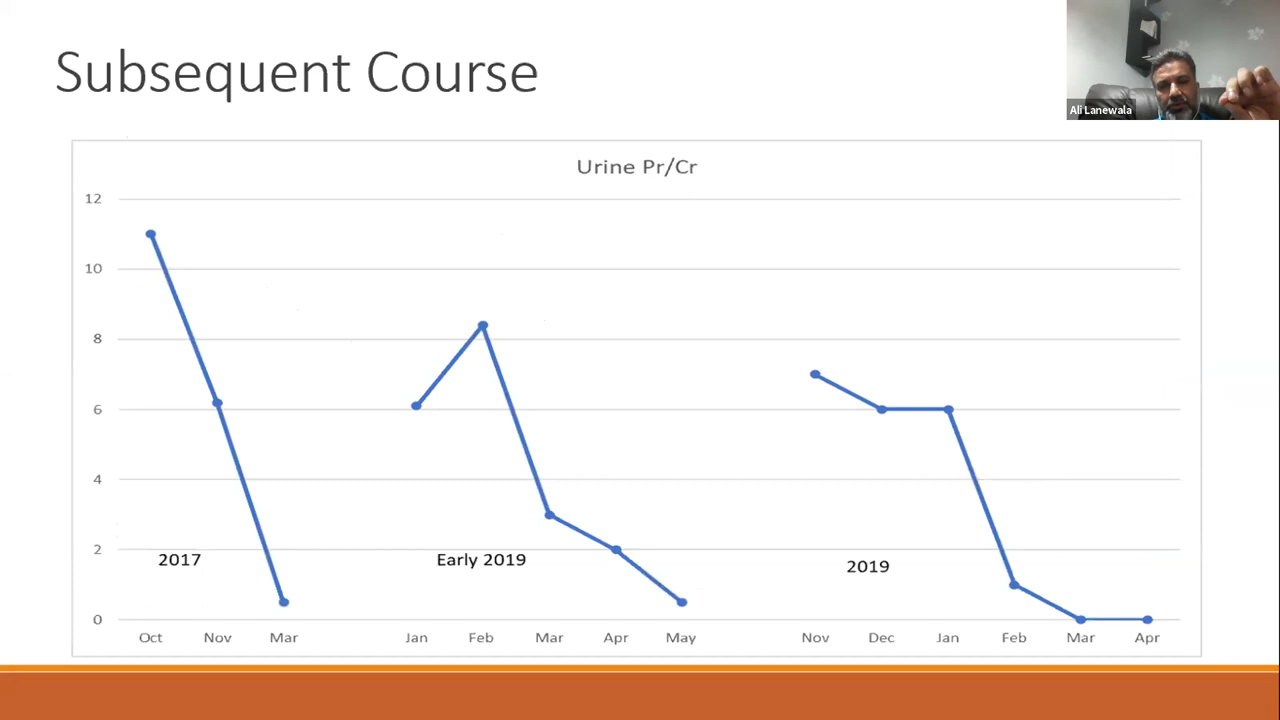 Subsequent Course
Ali Lanewala
Urine Pr/Cr
12
10
8
6
4
2
0
2017
Early 2019
2019
Oct Nov Mar Jan Feb Mar Apr May Nov Dec Jan Feb Mar Apr